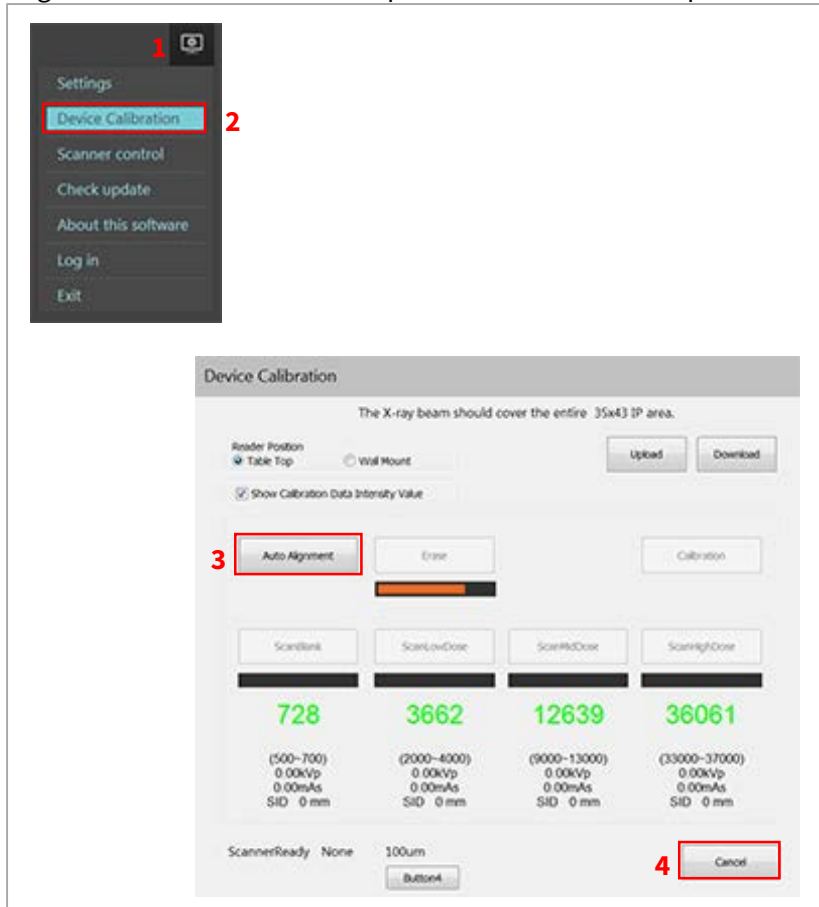 1
Settings
Device Calibration 2
Scanner control
Check update
About this software
Log in
Exit
Device Calibration
The X-ray beam should cover the entire 35x43 IP area.
Reader Position
Table Top Wall Mount Upload Download
Show Calibration Data Intensity Value
3 Auto Alignment Erase Calibration
ScanBlank ScanLowDose ScanMidDose ScanHighDose
728 3662 12639 36061
(500~700) (2000~4000) (9000~13000) (33000~37000)
0.00kVp 0.00kVp 0.00kVp 0.00kVp
0.00mAs 0.00mAs 0.00mAs 0.00mAs
SID 0 mm SID 0 mm SID 0 mm SID 0 mm
ScannerReady None 100um 4 Cancel
Button4